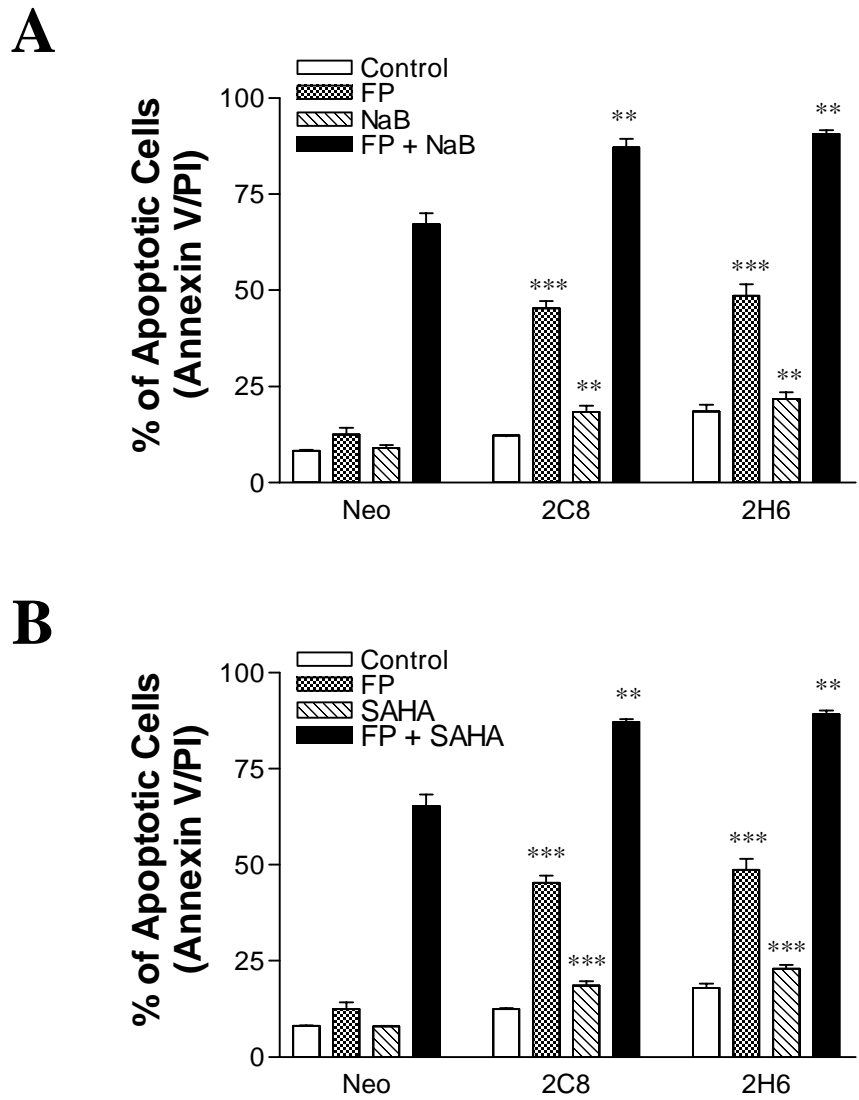 A
Control
FP
NaB
FP + NaB
% of Apoptotic Cells
(Annexin V/PI)
100
75
50
25
0
**
**
***
***
**
**
Neo
2C8
2H6
B
Control
FP
SAHA
FP + SAHA
% of Apoptotic Cells
(Annexin V/PI)
100
75
50
25
0
**
**
***
***
***
***
Neo
2C8
2H6